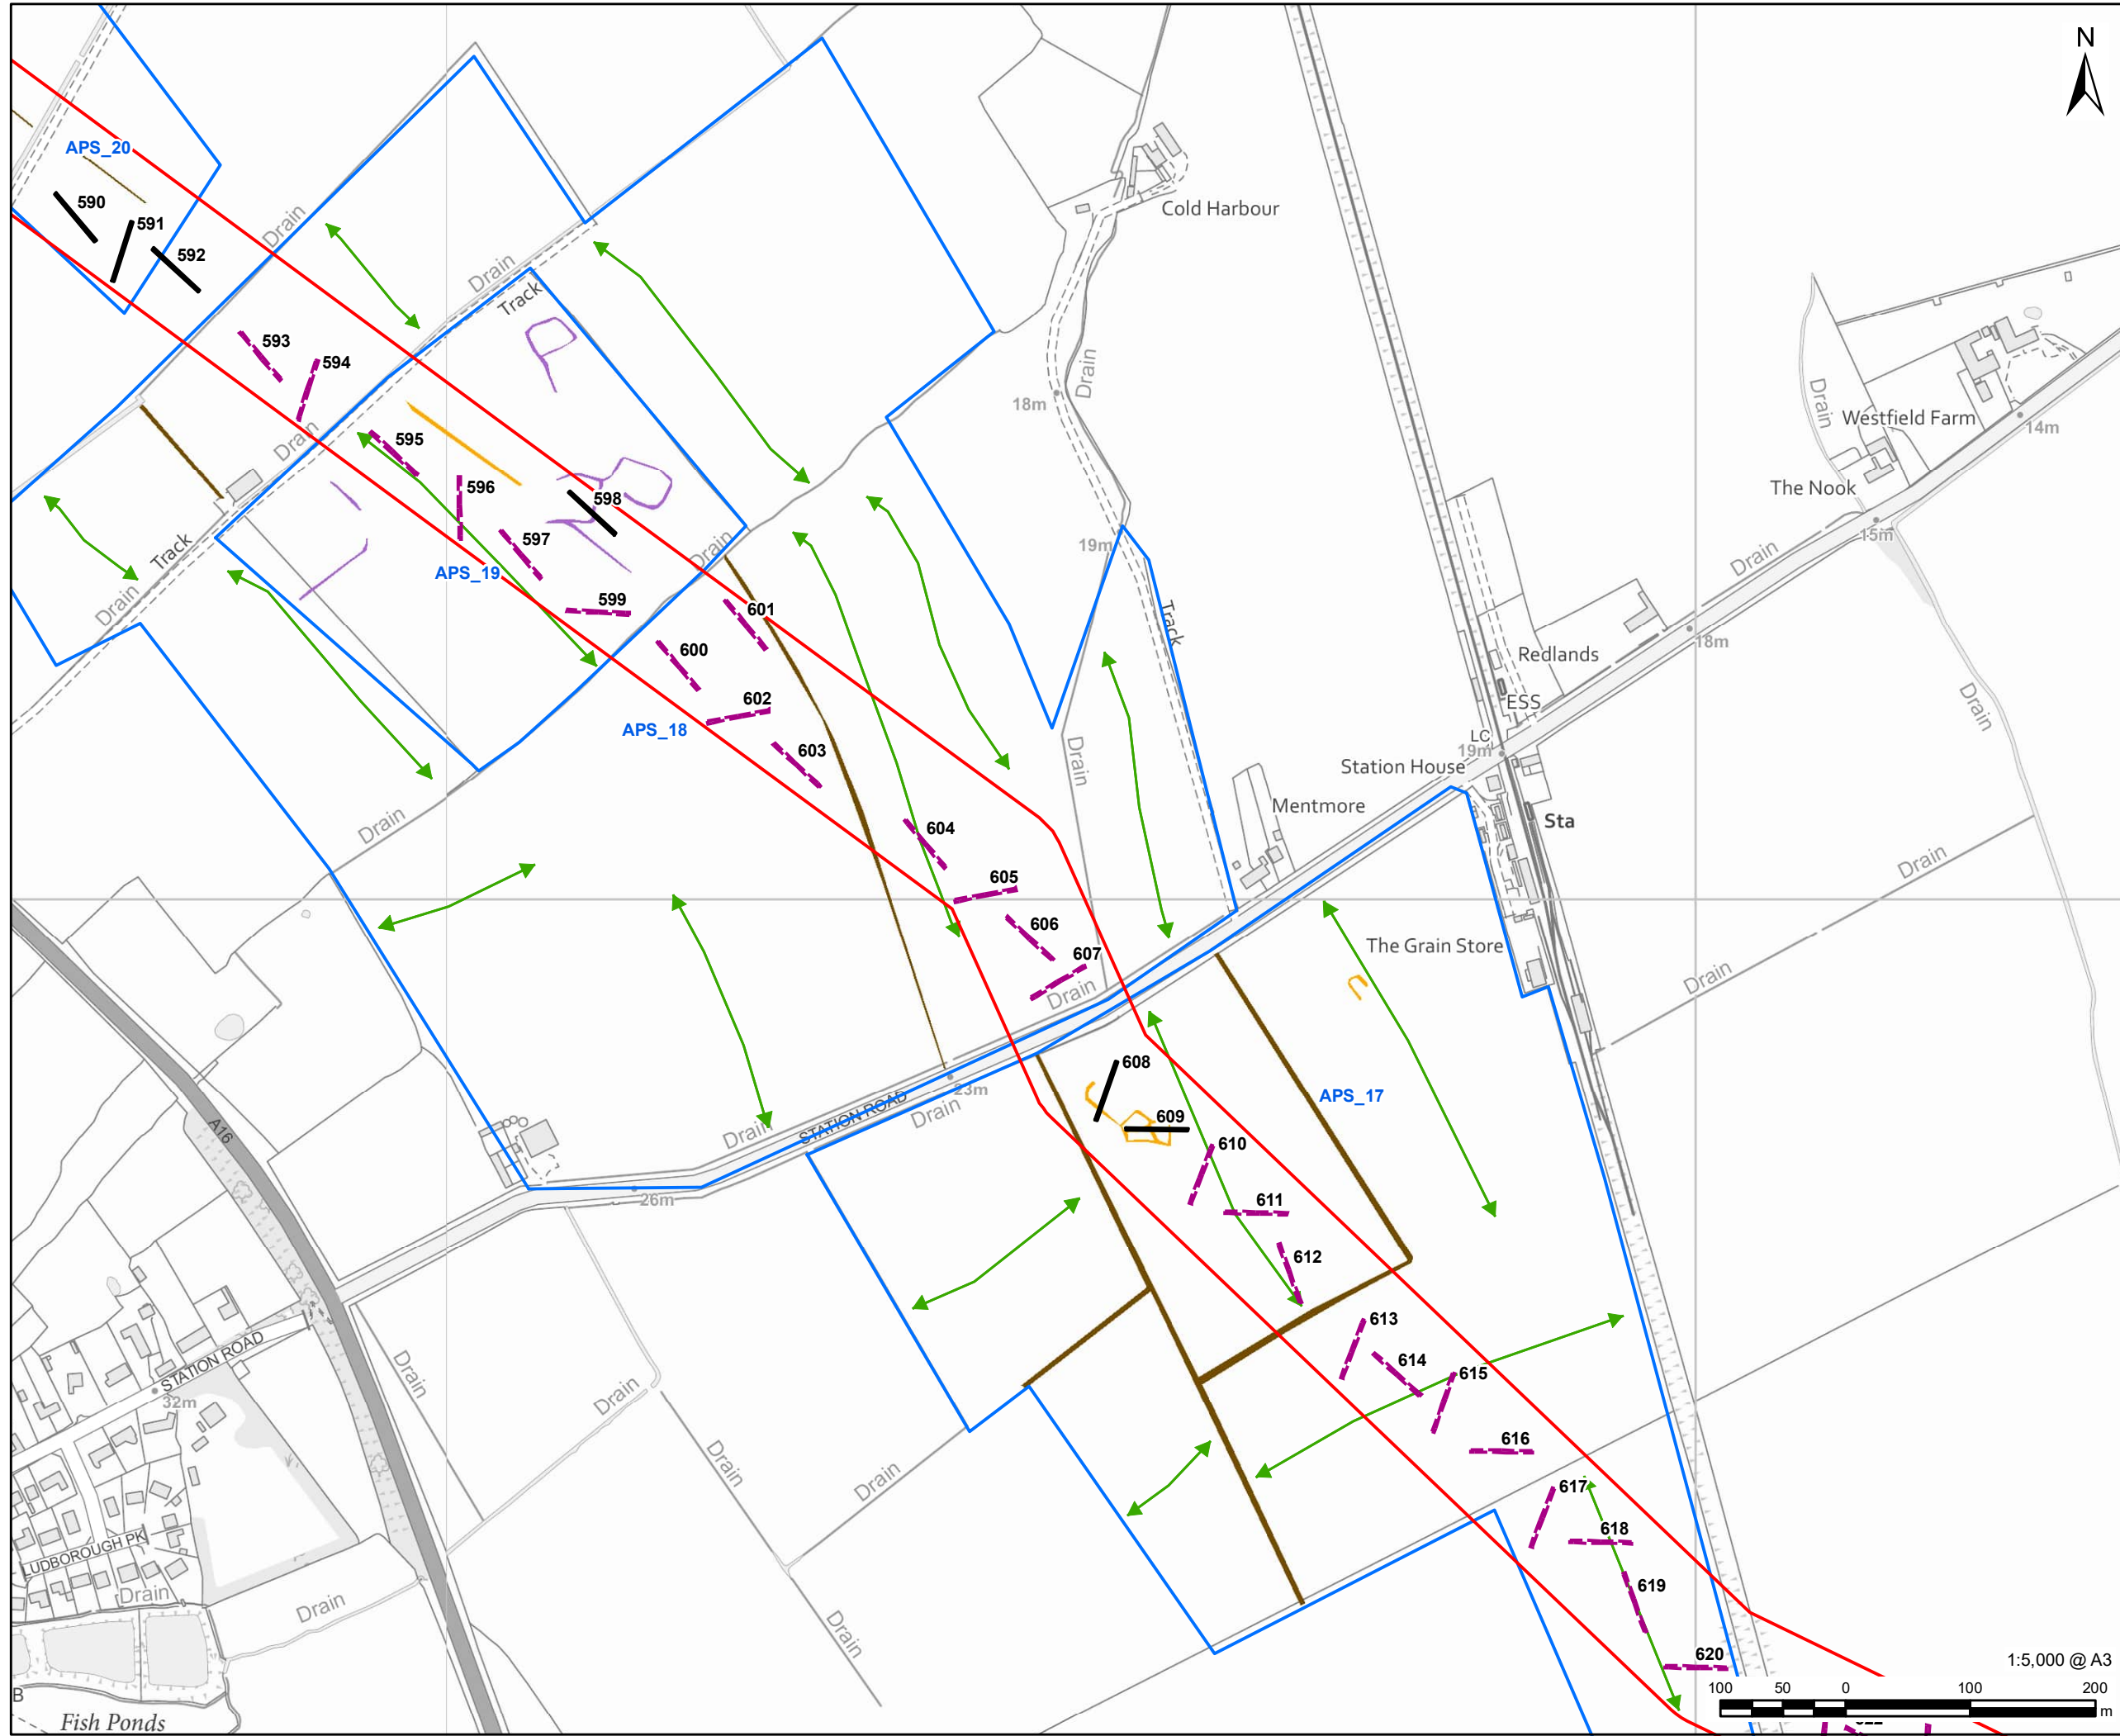 N
APS_20
590
591
592
Drain
Drain
Track
Cold Harbour
593
594
Drain
18m
Drain
Drain
Westfield Farm
14m
595
596
598
597
The Nook
15m
Drain
Track
Drain
APS_19
Drain
19m
Track
599
601
600
602
603
APS_18
Redlands
ESS
18m
Drain
LC
19m
Station House
Mentmore
Sta
Drain
Drain
604
605
606
607
Drain
The Grain Store
Drain
Drain
23m
STATION ROAD
Drain
Drain
26m
A16
608
609
APS_17
610
611
612
613
614
615
616
617
618
619
620
STATION ROAD
32m
Drain
Drain
Drain
Drain
Drain
LUDBOROUGH PK
Drain
Drain
B
Fish Ponds
1:5,000 @ A3
100 50 0 100 200
m